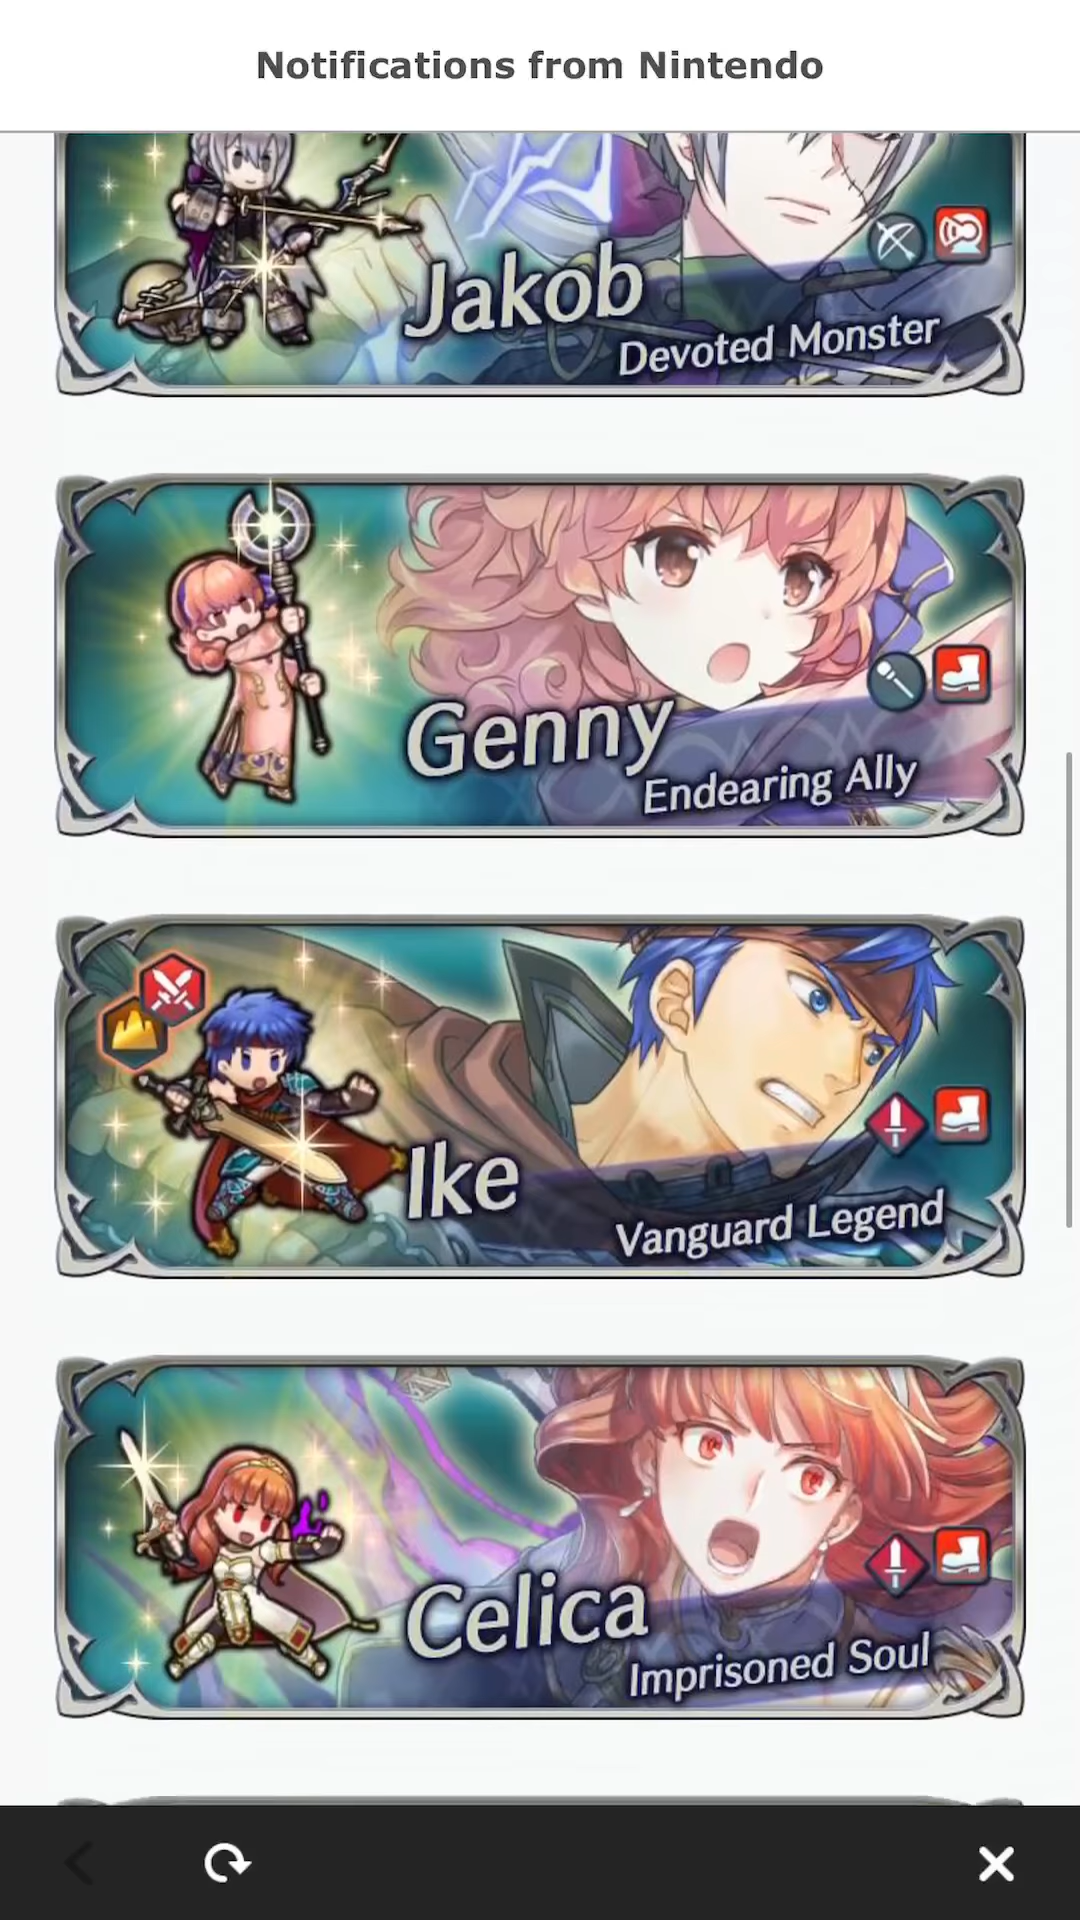 Notifications from Nintendo
Jakob
Devoted Monster
Genny
Endearing Ally
Ike
Vanguard Legend
Celica
Imprisoned Soul